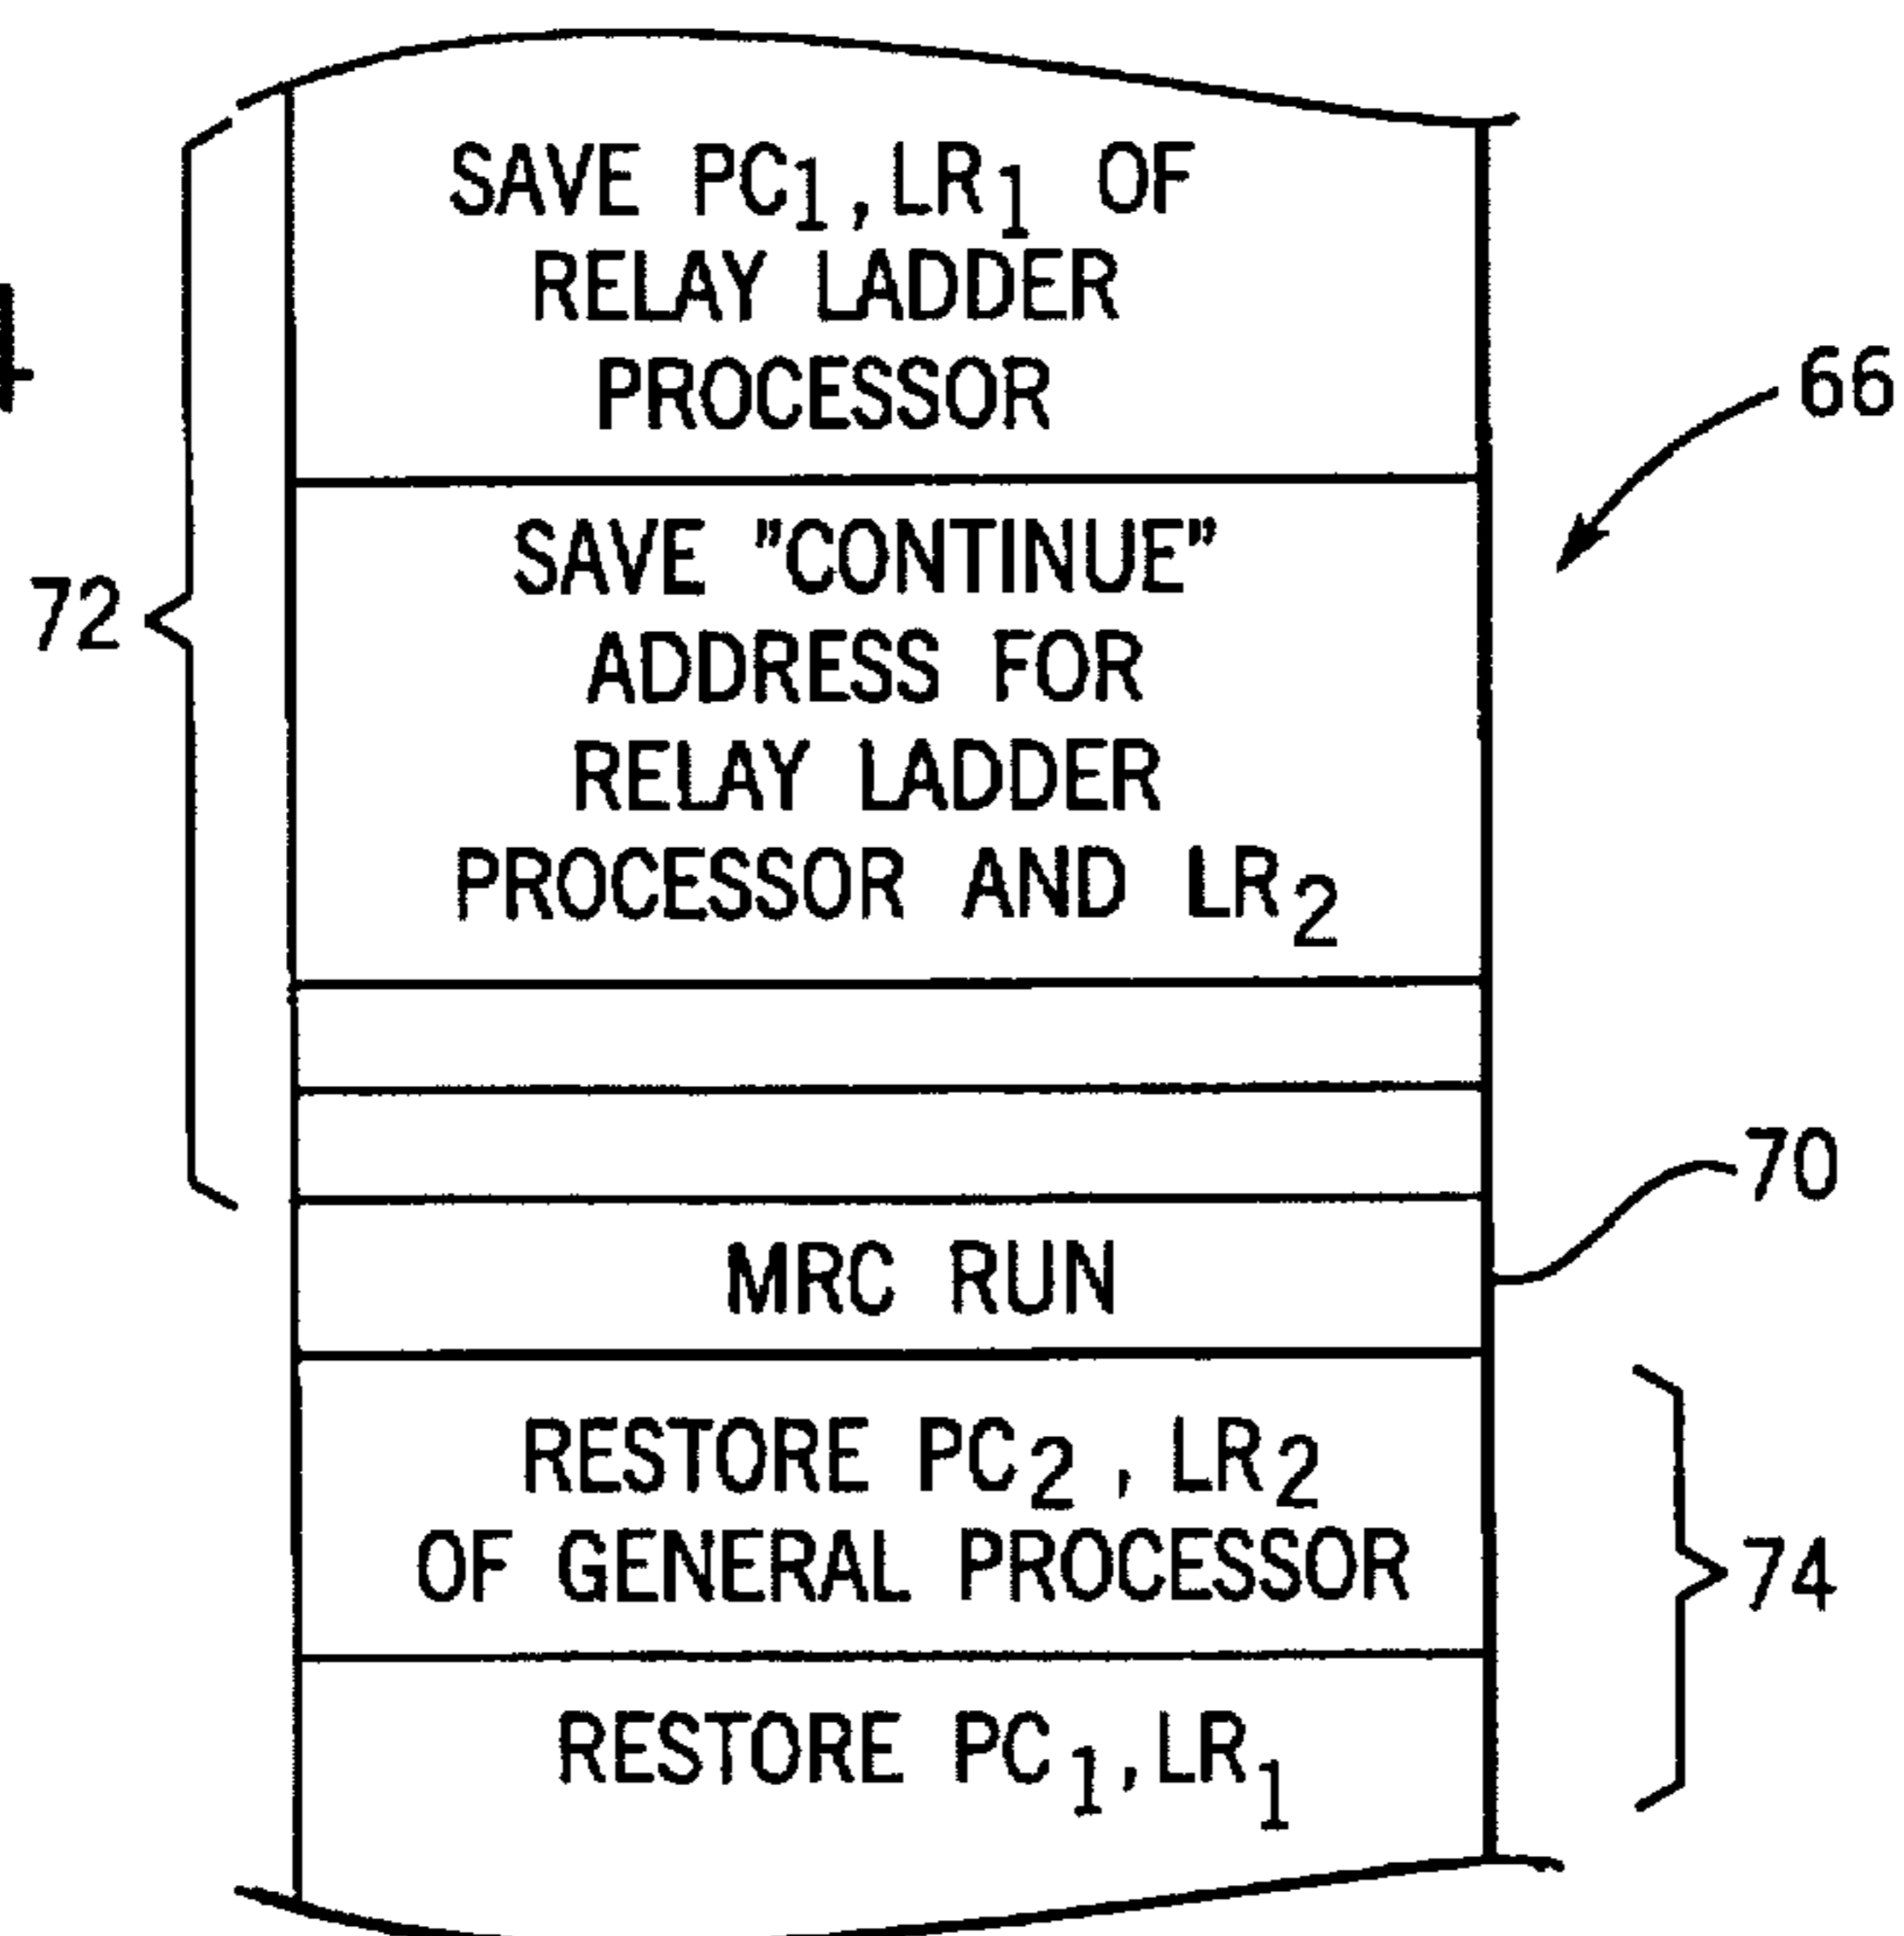 SAVE PC1, LR1 OF
RELAY LADDER
PROCESSOR
66
SAVE "CONTINUE"
ADDRESS FOR
RELAY LADDER
PROCESSOR AND LR2
72
70
MRC RUN
RESTORE PC2, LR2
OF GENERAL PROCESSOR
74
RESTORE PC1, LR1